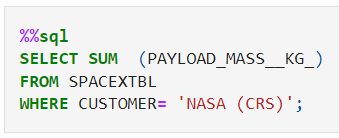 %%sql
SELECT SUM  (PAYLOAD_MASS__KG_)
FROM SPACEXTBL
WHERE CUSTOMER= 'NASA (CRS)';